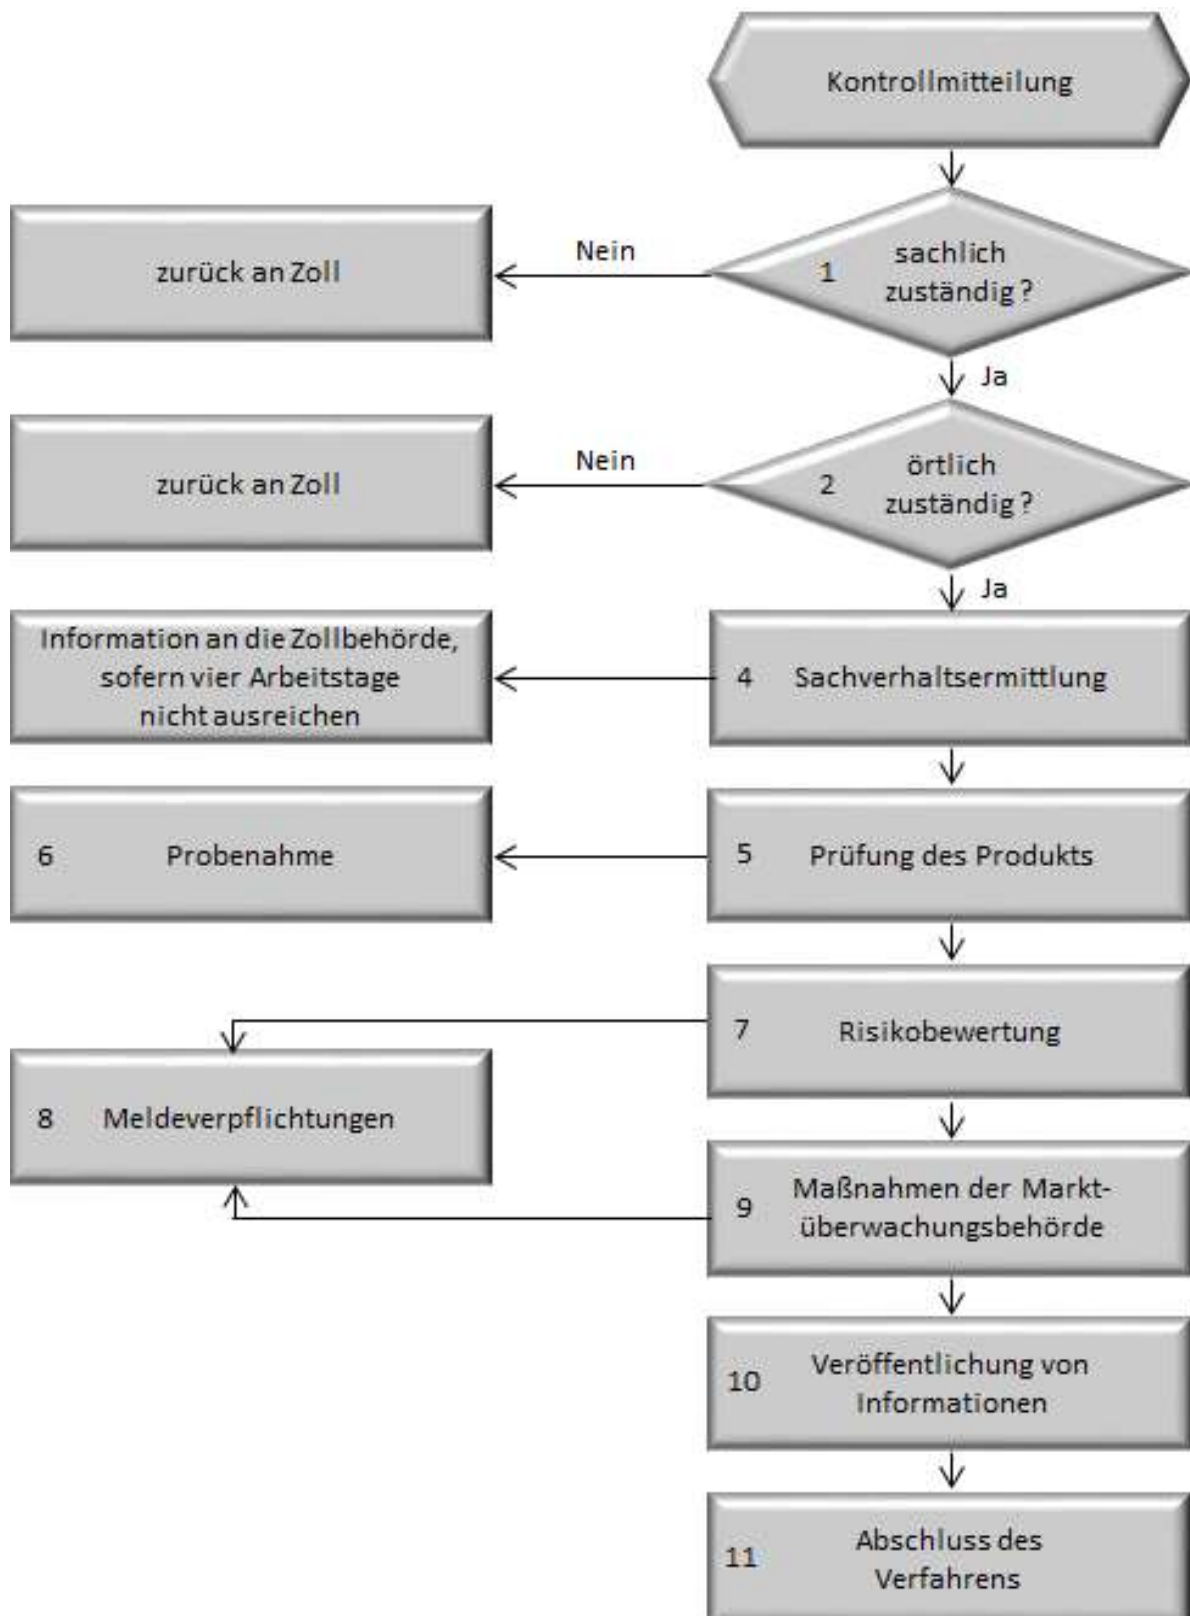 Kontrollmitteilung
zurück an Zoll
Nein
1 sachlich
zuständig ?
Ja
zurück an Zoll
Nein
2 örtlich
zuständig ?
Ja
Information an die Zollbehörde,
sofern vier Arbeitstage
nicht ausreichen
4 Sachverhaltsermittlung
6 Probenahme
5 Prüfung des Produkts
7 Risikobewertung
8 Meldeverpflichtungen
9 Maßnahmen der Markt-
überwachungsbehörde
10 Veröffentlichung von
Informationen
11 Abschluss des
Verfahrens